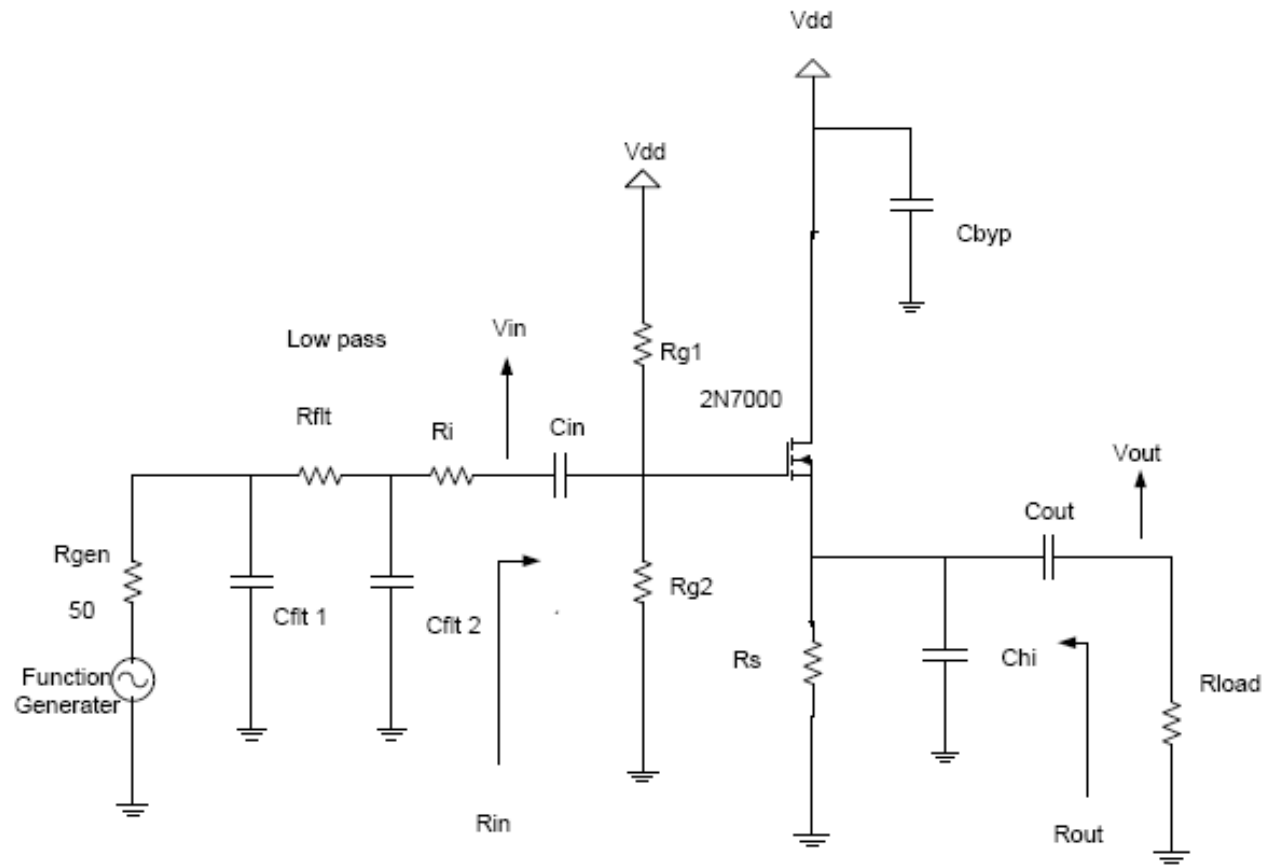 Vdd
Vdd
Cbyp
Low pass
Vin
Rg1
2N7000
Rflt
Ri
Cin
Vout
Cout
Rgen
50
Cflt 1
Cflt 2
Rg2
Rs
Chi
Rload
Function
Generater
Rin
Rout